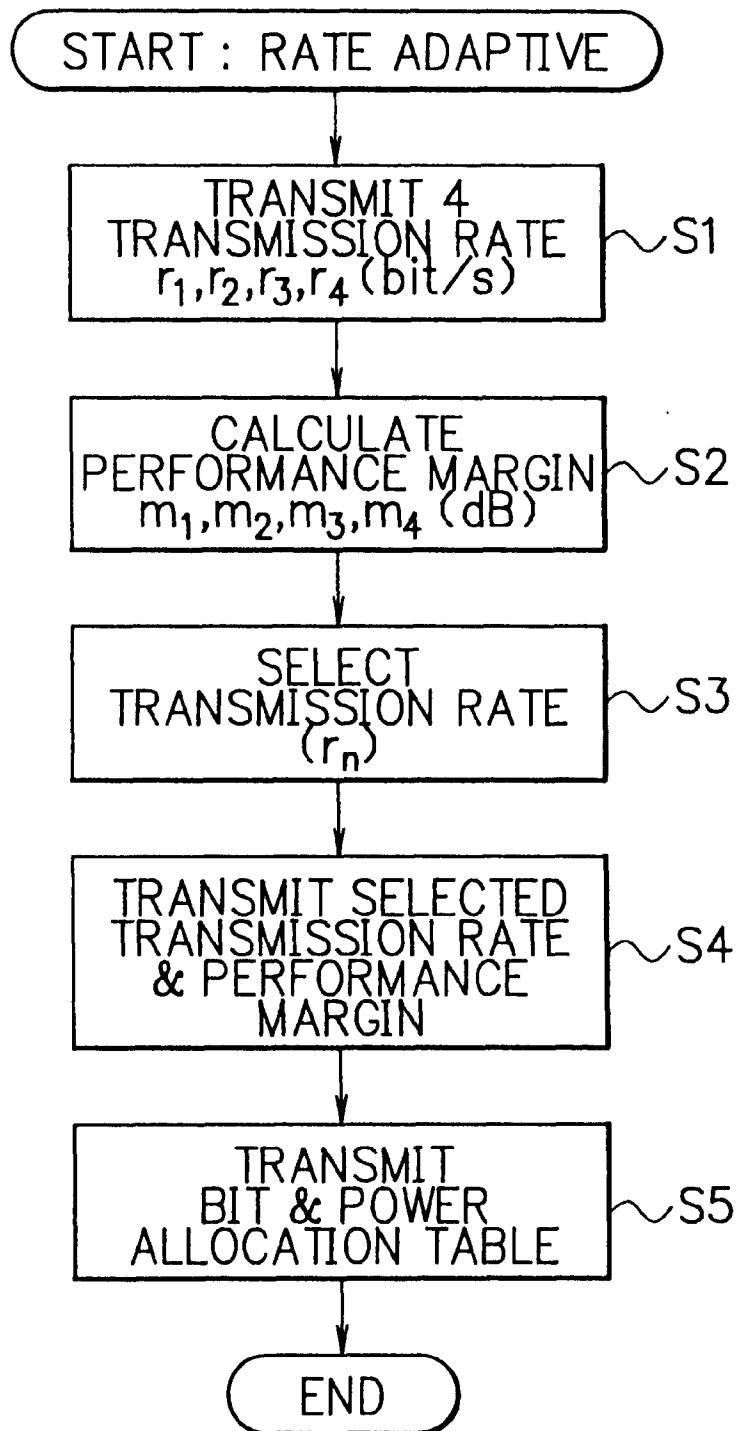 START : RATE ADAPTIVE
TRANSMIT 4
TRANSMISSION RATE
r₁,r₂,r₃,r₄ (bit/s)
S1
CALCULATE
PERFORMANCE MARGIN
m₁,m₂,m₃,m₄ (dB)
S2
SELECT
TRANSMISSION RATE
(rₙ)
S3
TRANSMIT SELECTED
TRANSMISSION RATE
& PERFORMANCE
MARGIN
S4
TRANSMIT
BIT & POWER
ALLOCATION TABLE
S5
END